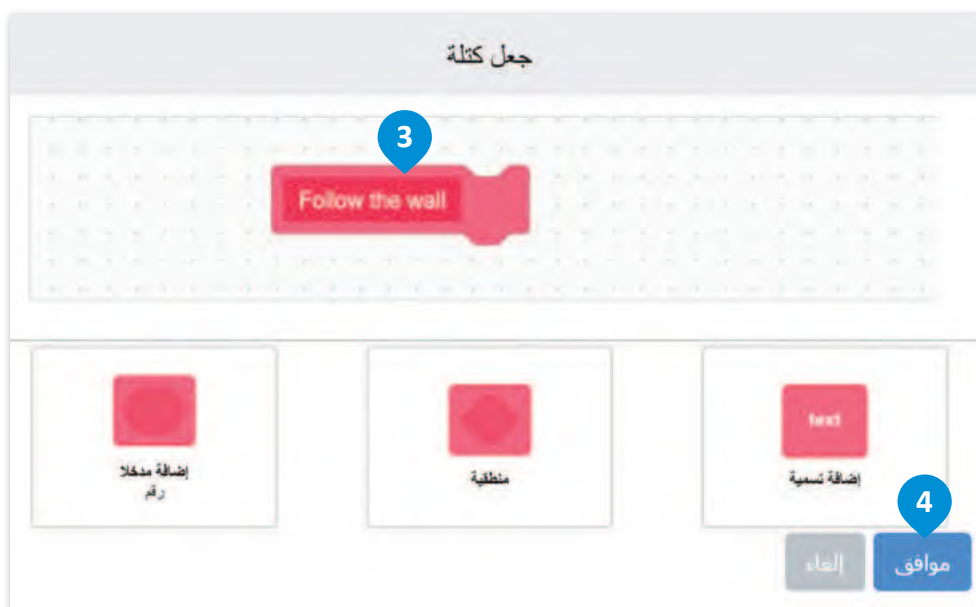 جعل كتلة
3
Follow the wall
text
إضافة تسمية
منطقية
إضافة مدخلا
رقم
4
موافق
إلغاء